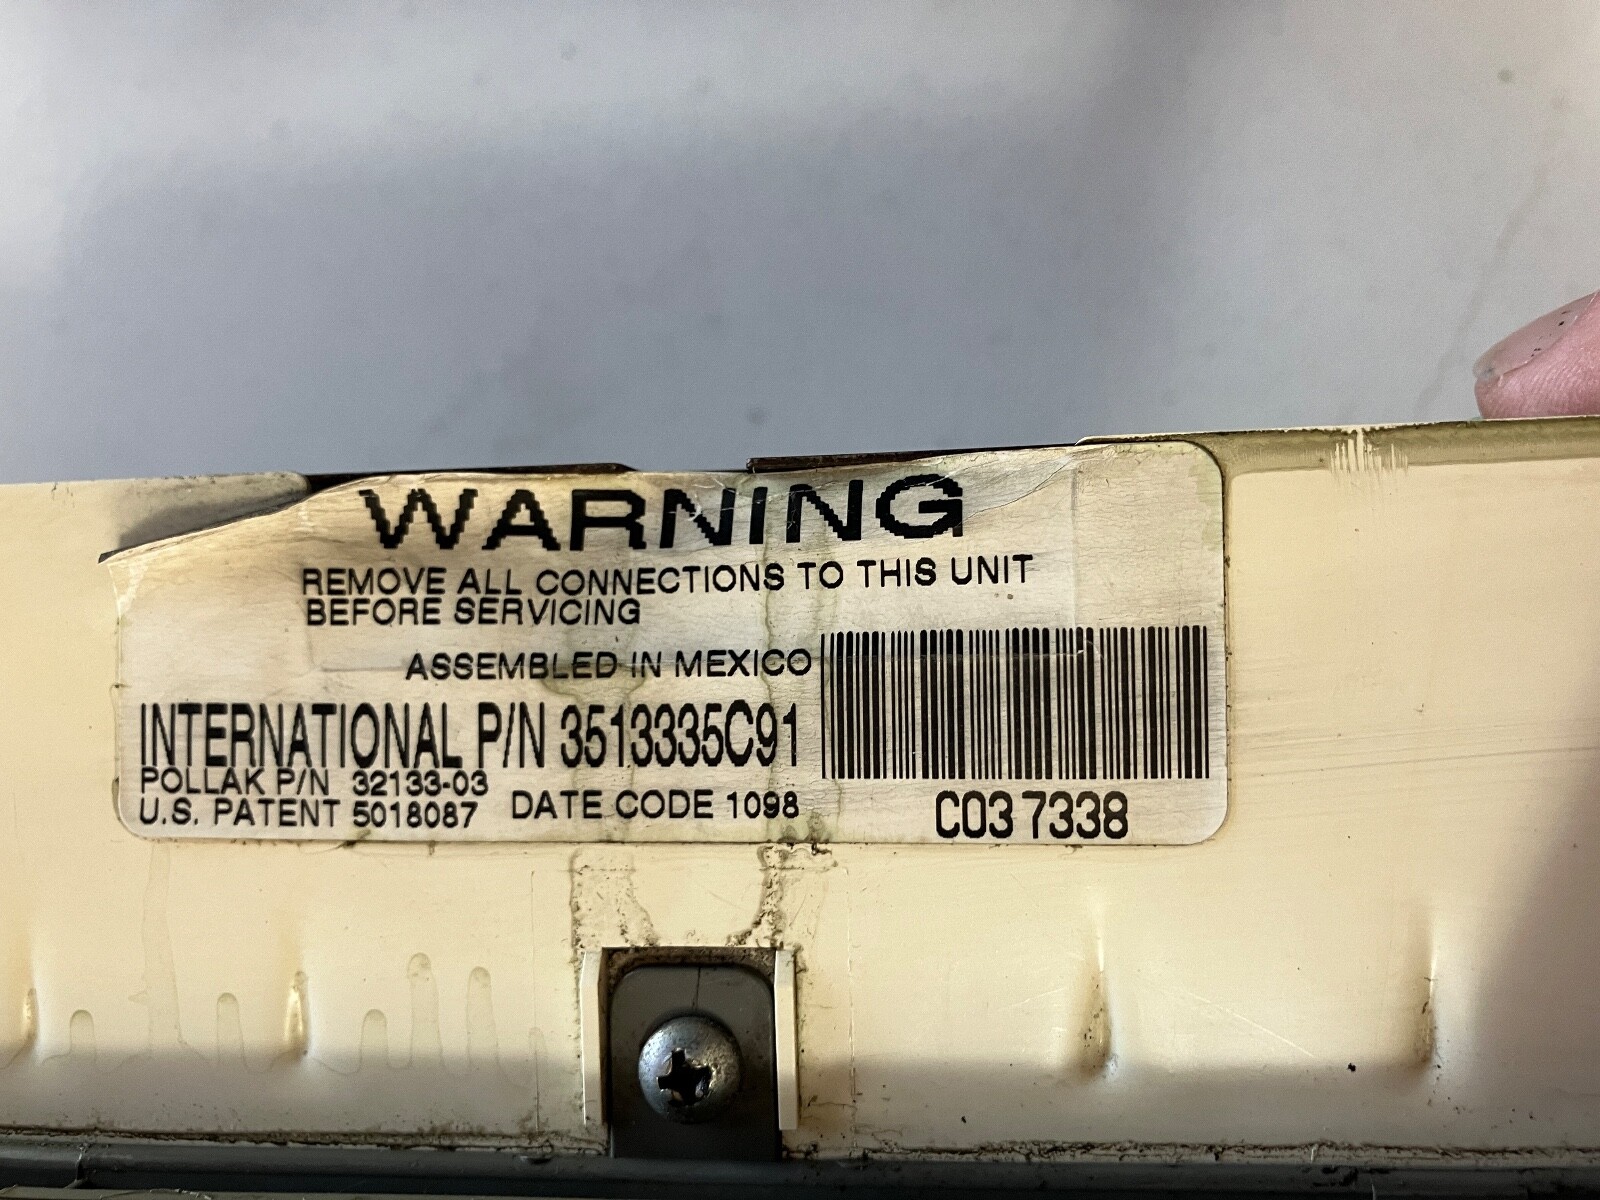 WARNING
REMOVE ALL CONNECTIONS TO THIS UNIT
BEFORE SERVICING
ASSEMBLED IN MEXICO
INTERNATIONAL P/N 3513335C91
POLLAK P/N 32133-03
U.S. PATENT 5018087 DATE CODE 1098
C03 7338